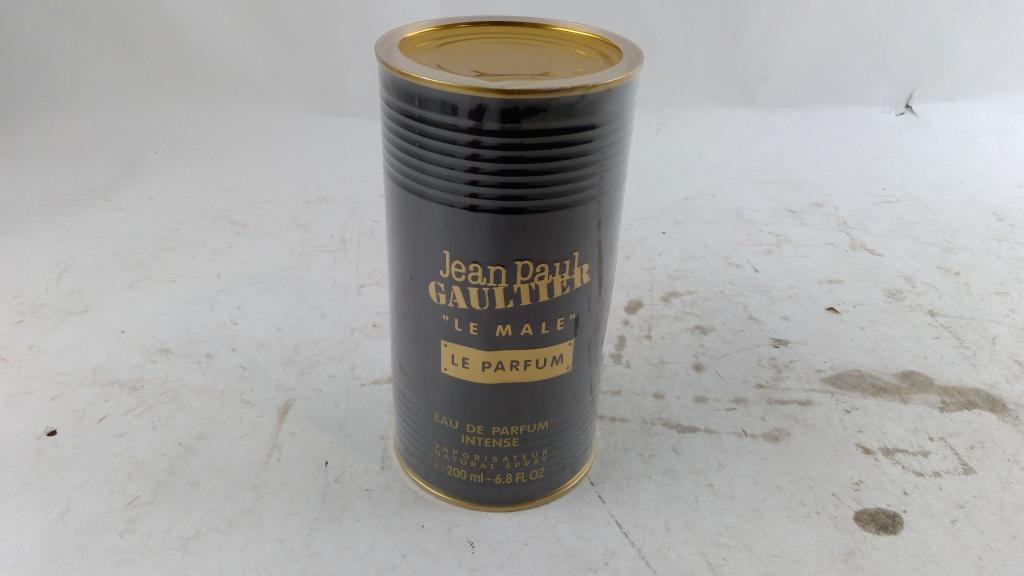 Jean Paul
GAULTIER
"LE MALE"
LE PARFUM
EAU DE PARFUM
INTENSE
VAPORISATEUR
NATURAL SPRAY
200 ml - 6.8 FL OZ